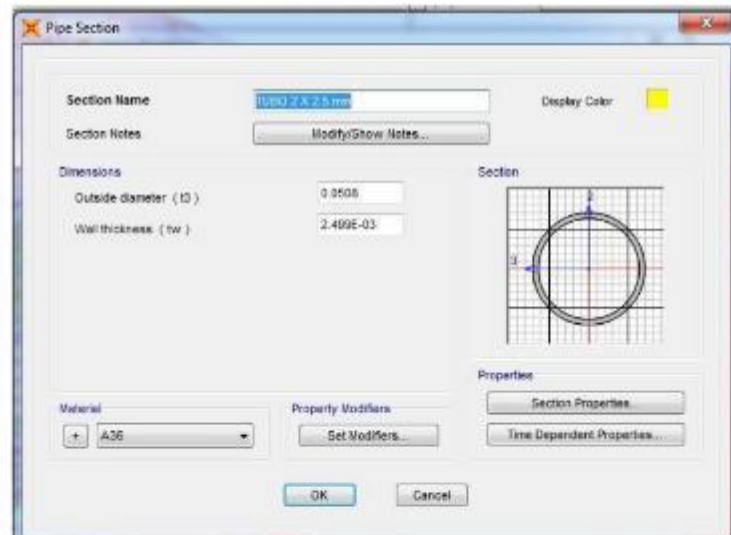 Pipe Section
Section Name
TUBO 2 X 2.5 mm
Display Color
Section Notes
Modify/Show Notes...
Dimensions
Outside diameter ( t3 )
0.0508
Wall thickness ( tw )
2.499E-03
Section
2
3
Properties
Section Properties...
Time Dependent Properties...
Material
+
A36
Property Modifiers
Set Modifiers...
OK
Cancel